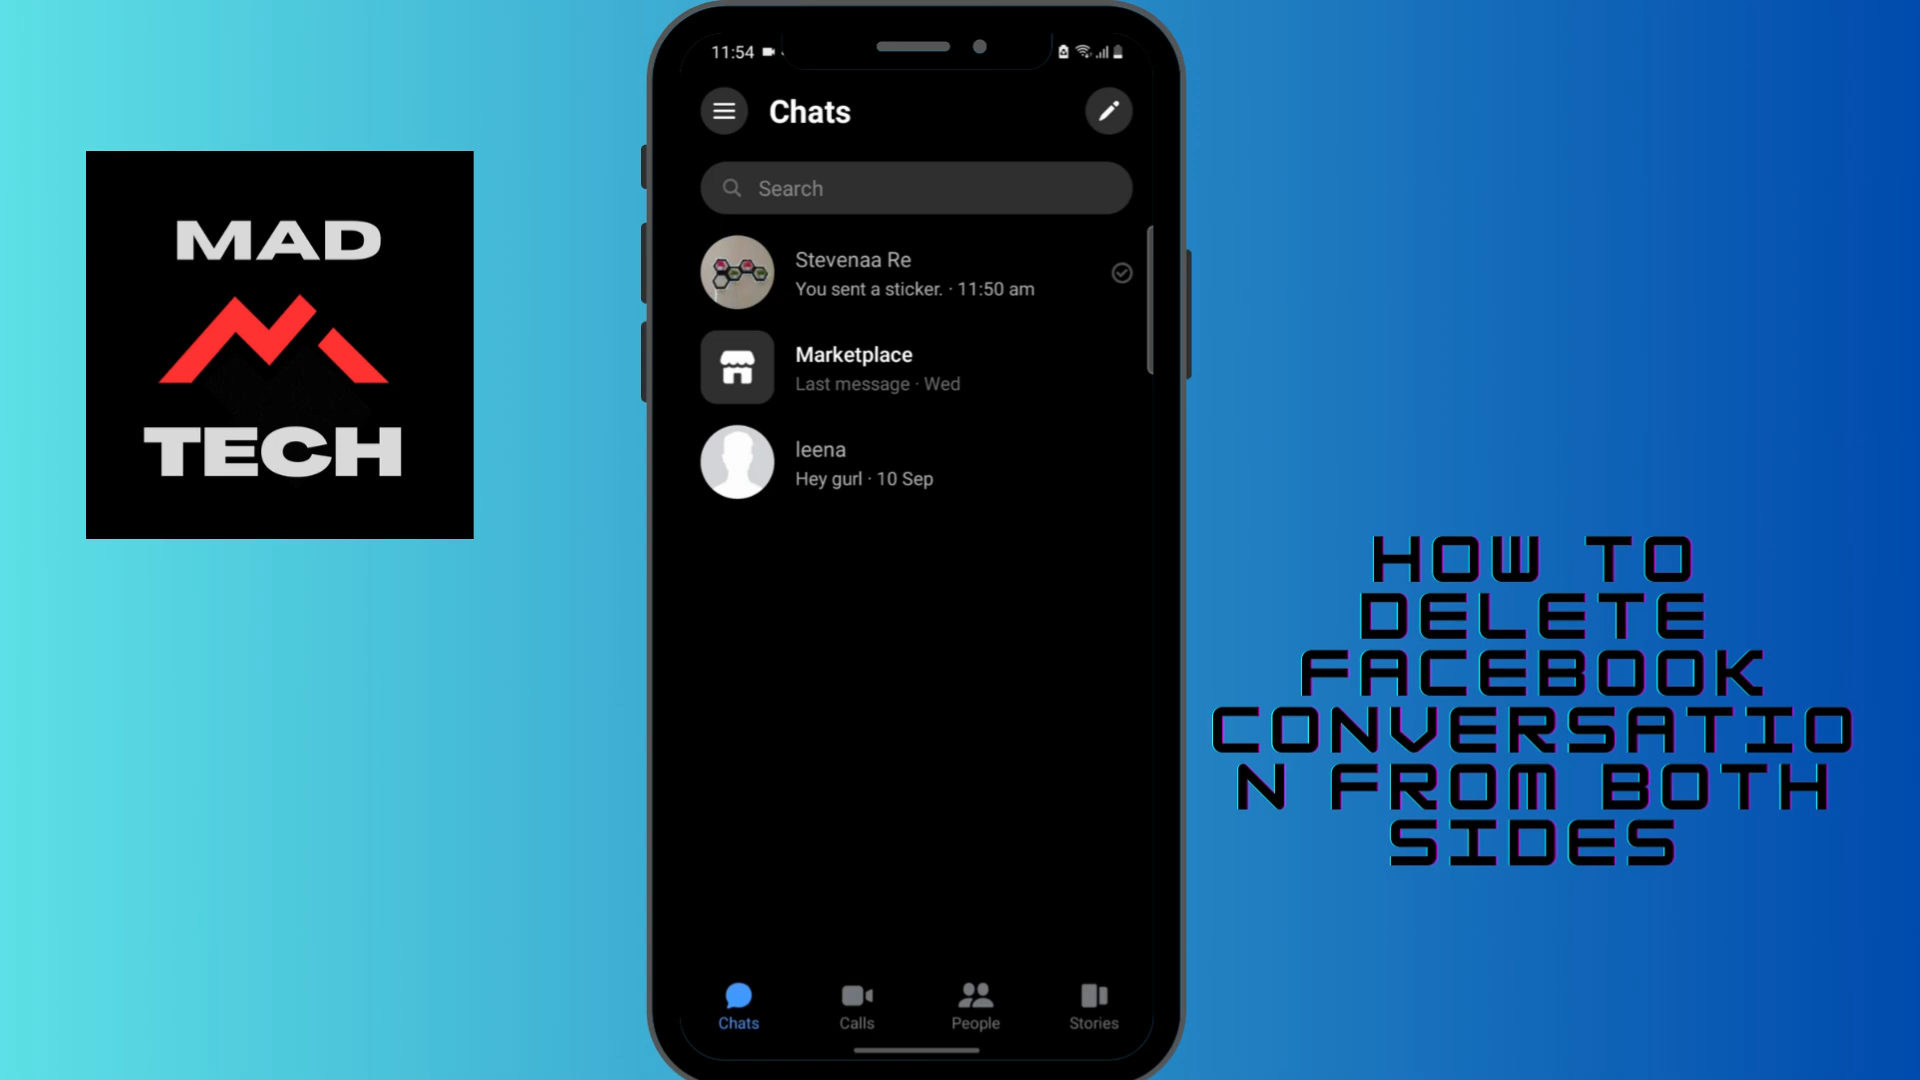 11:54
Chats
Search
Stevenaa Re
You sent a sticker. · 11:50 am
Marketplace
Last message · Wed
leena
Hey gurl · 10 Sep
Chats
Calls
People
Stories
MAD
TECH
HOW TO
DELETE
FACEBOOK
CONVERSATIO
N FROM BOTH
SIDES